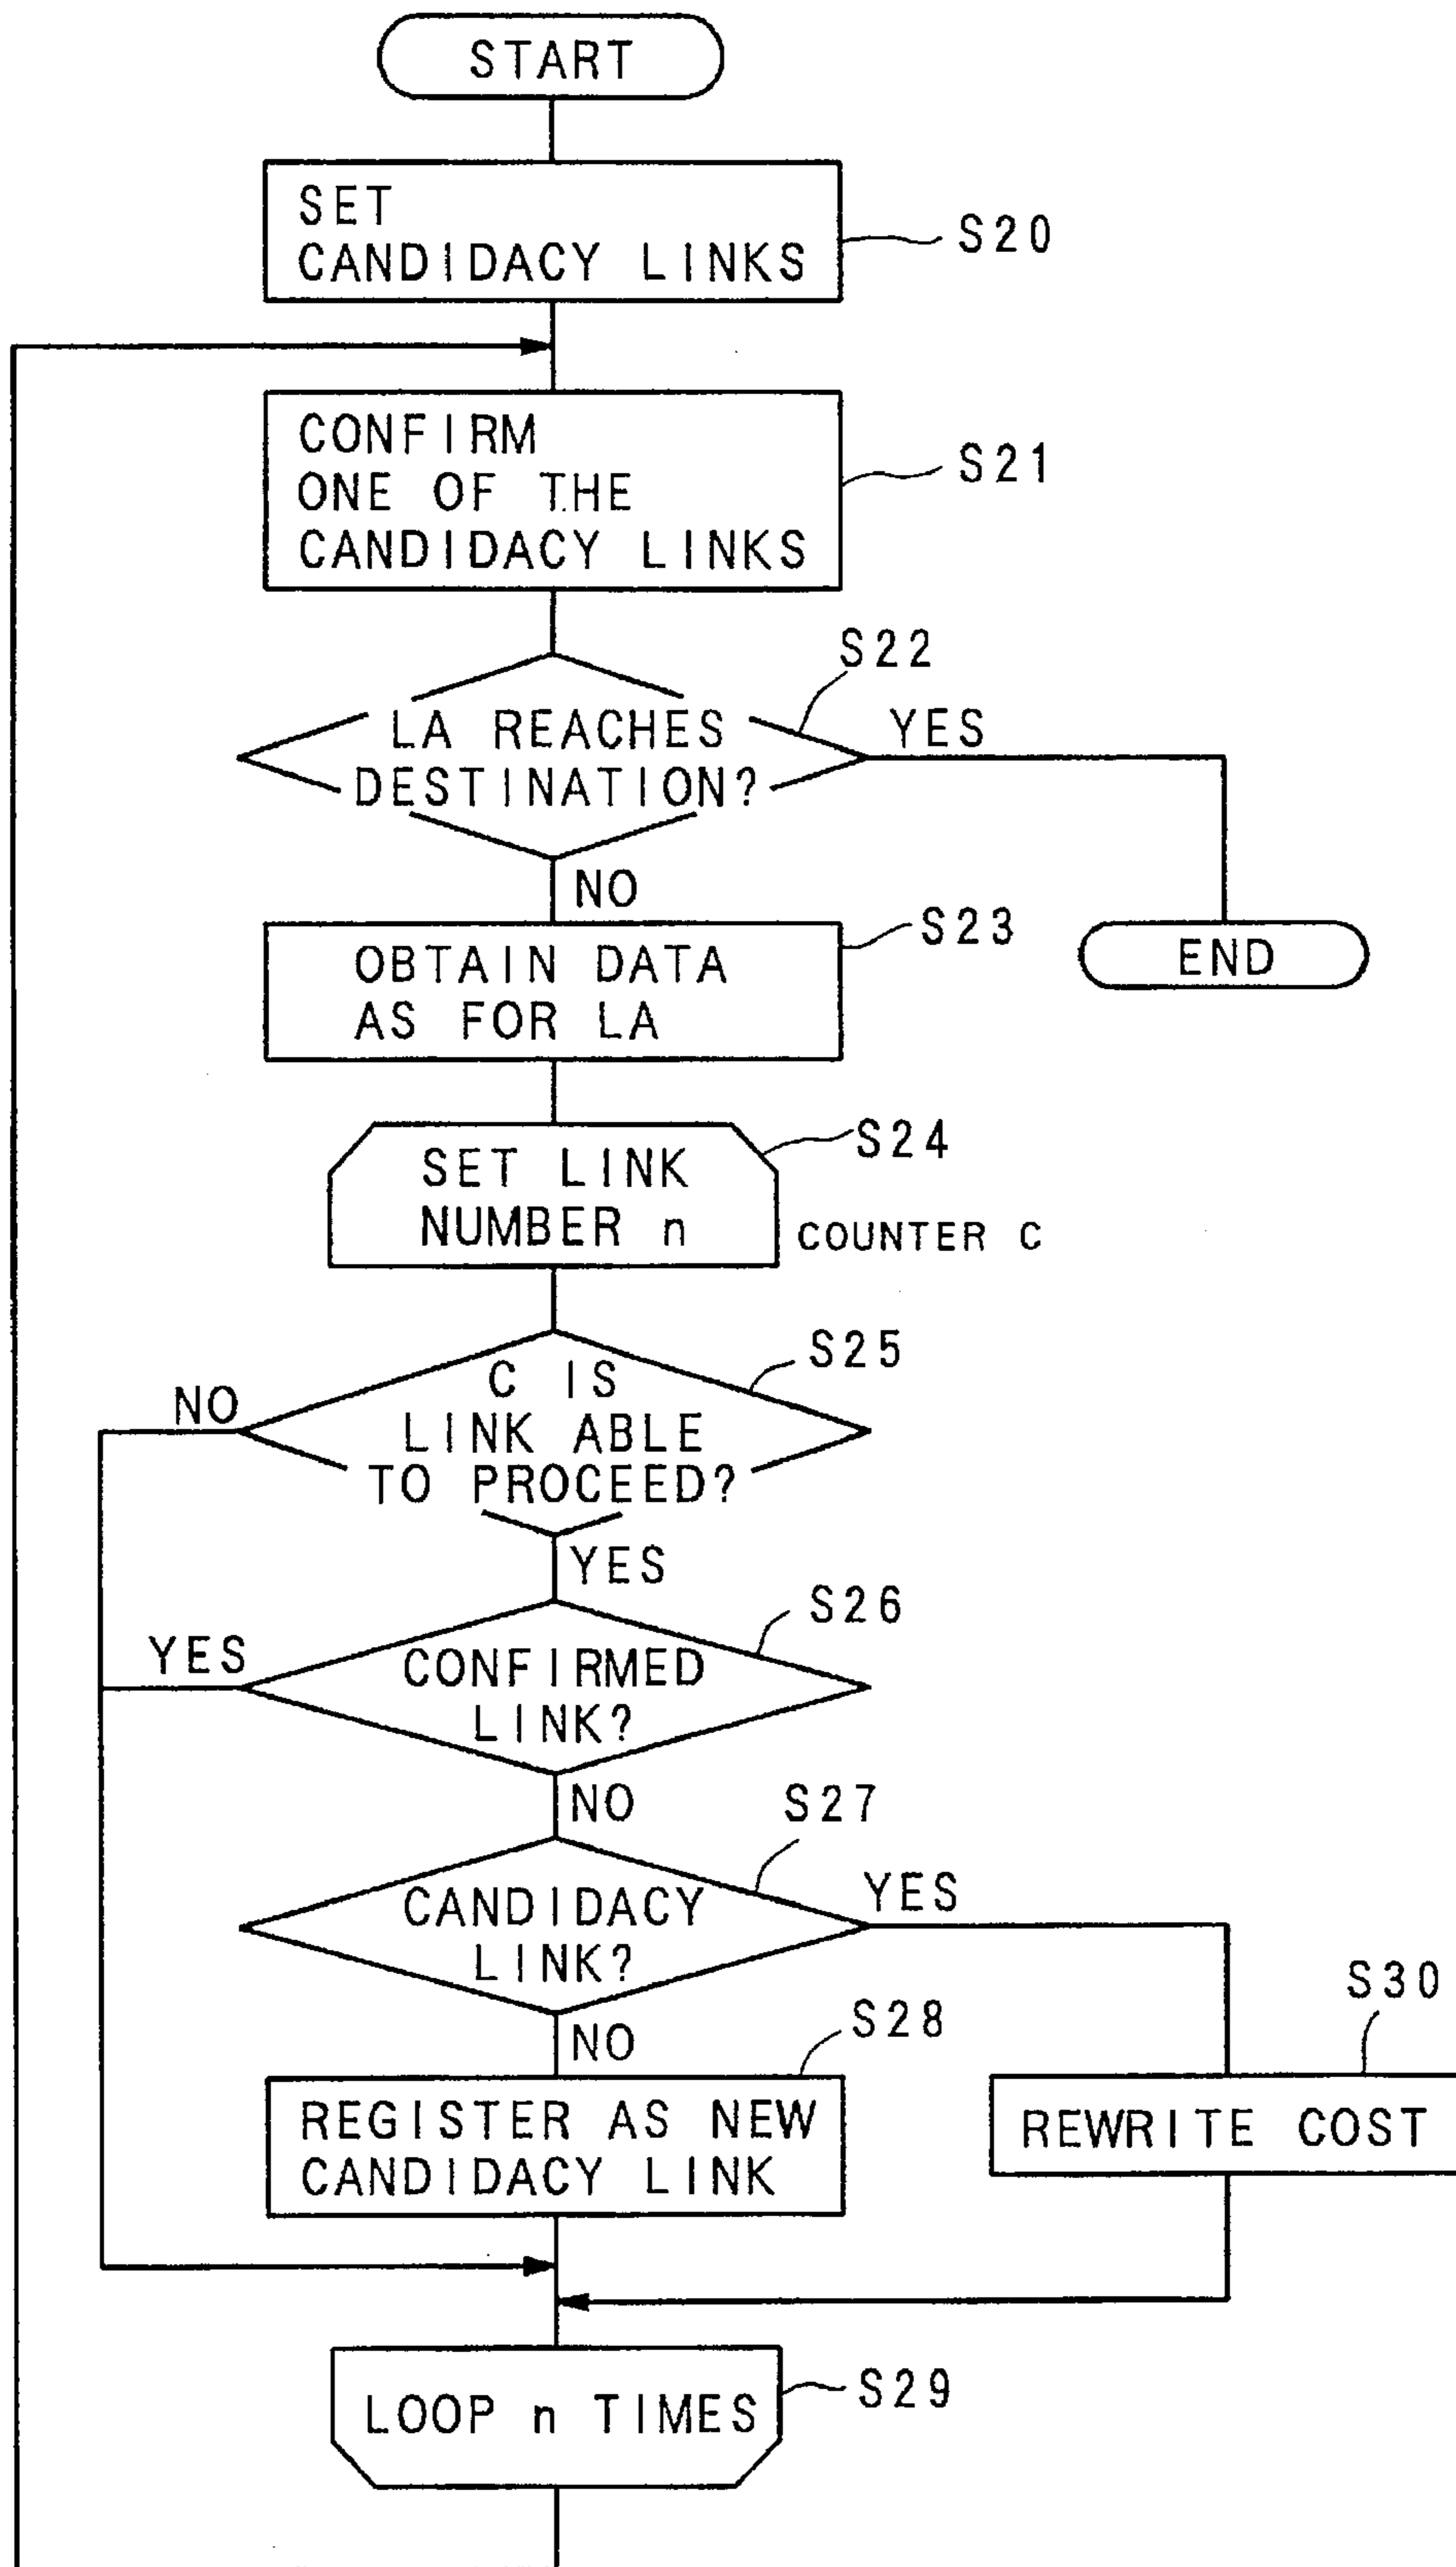 START
SET
CANDIDACY LINKS
S20
CONFIRM
ONE OF THE
CANDIDACY LINKS
S21
S22
LA REACHES
DESTINATION?
YES
NO
S23
OBTAIN DATA
AS FOR LA
END
S24
SET LINK
NUMBER n
COUNTER C
S25
NO
C IS
LINK ABLE
TO PROCEED?
YES
S26
YES
CONFIRMED
LINK?
NO
S27
CANDIDACY
LINK?
YES
S30
NO
S28
REGISTER AS NEW
CANDIDACY LINK
REWRITE COST
S29
LOOP n TIMES